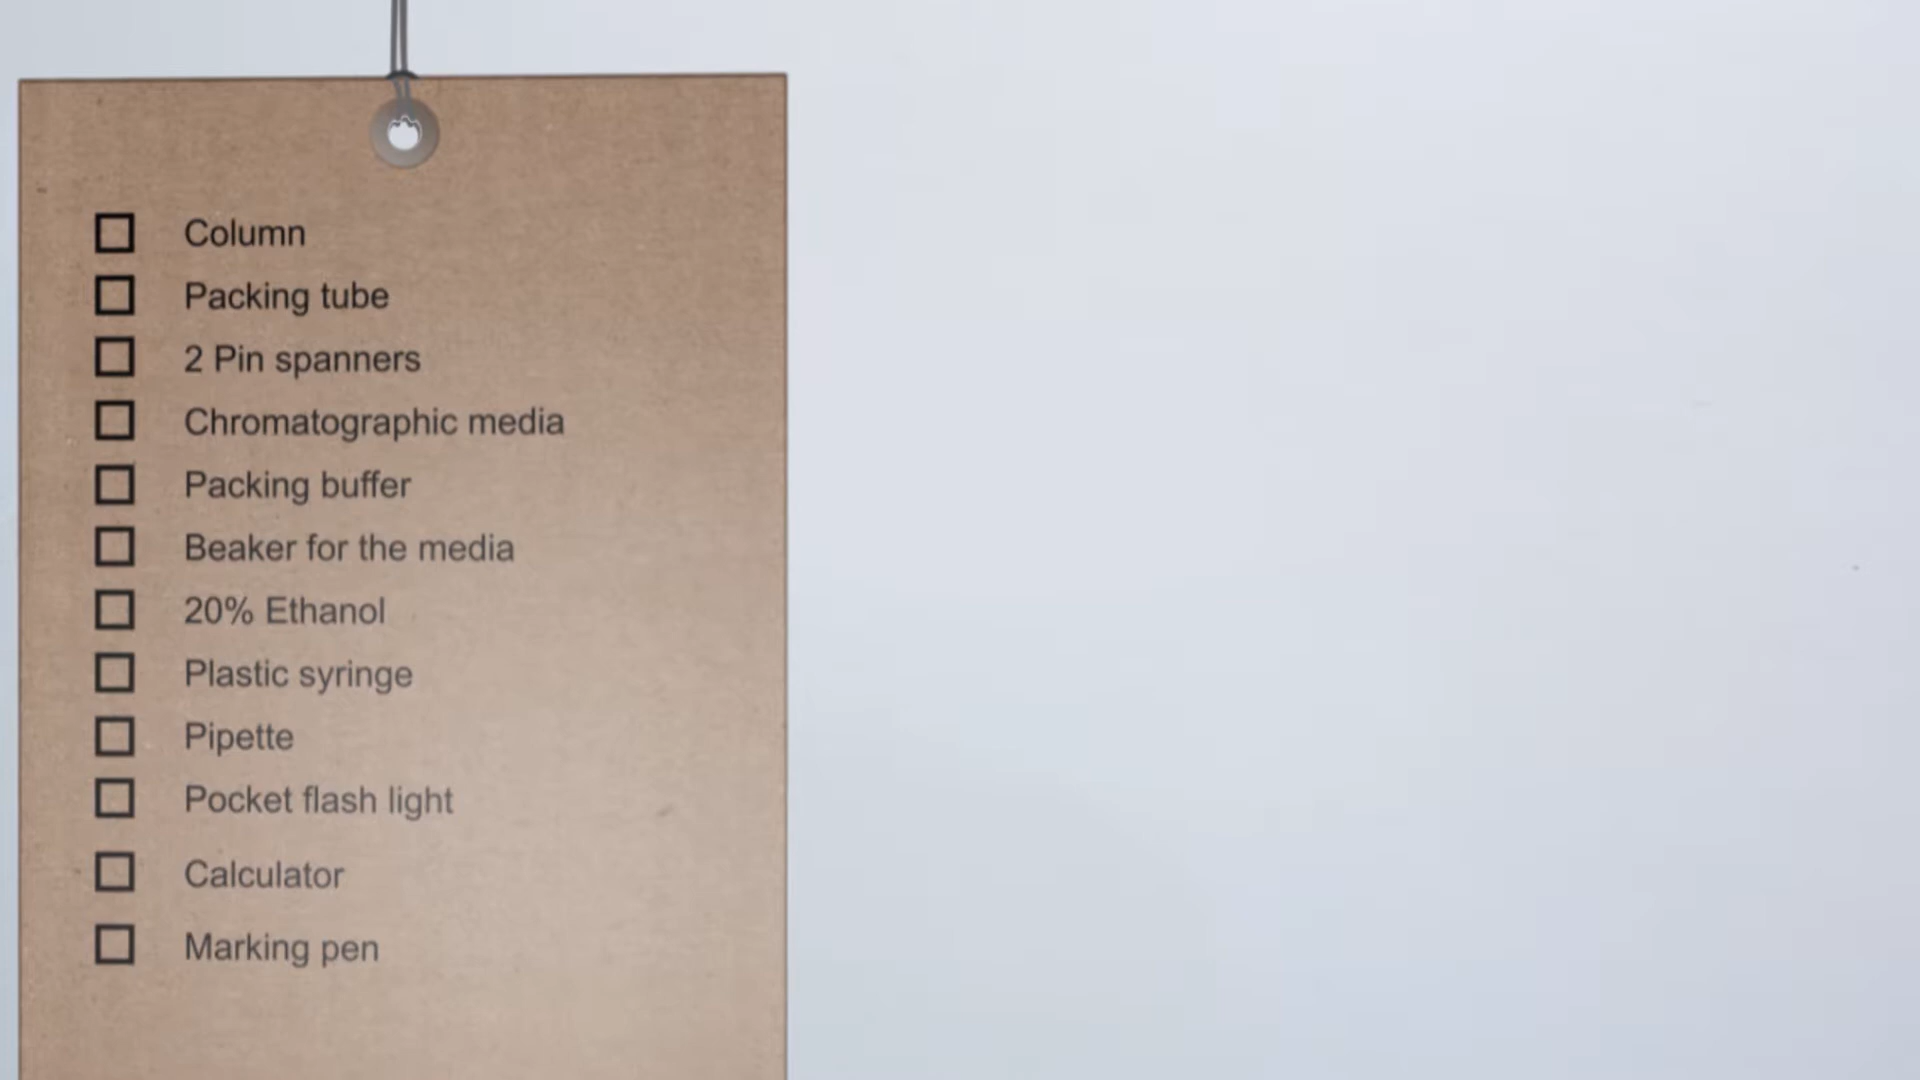 Column
Packing tube
2 Pin spanners
Chromatographic media
Packing buffer
Beaker for the media
20% Ethanol
Plastic syringe
Pipette
Pocket flash light
Calculator
Marking pen